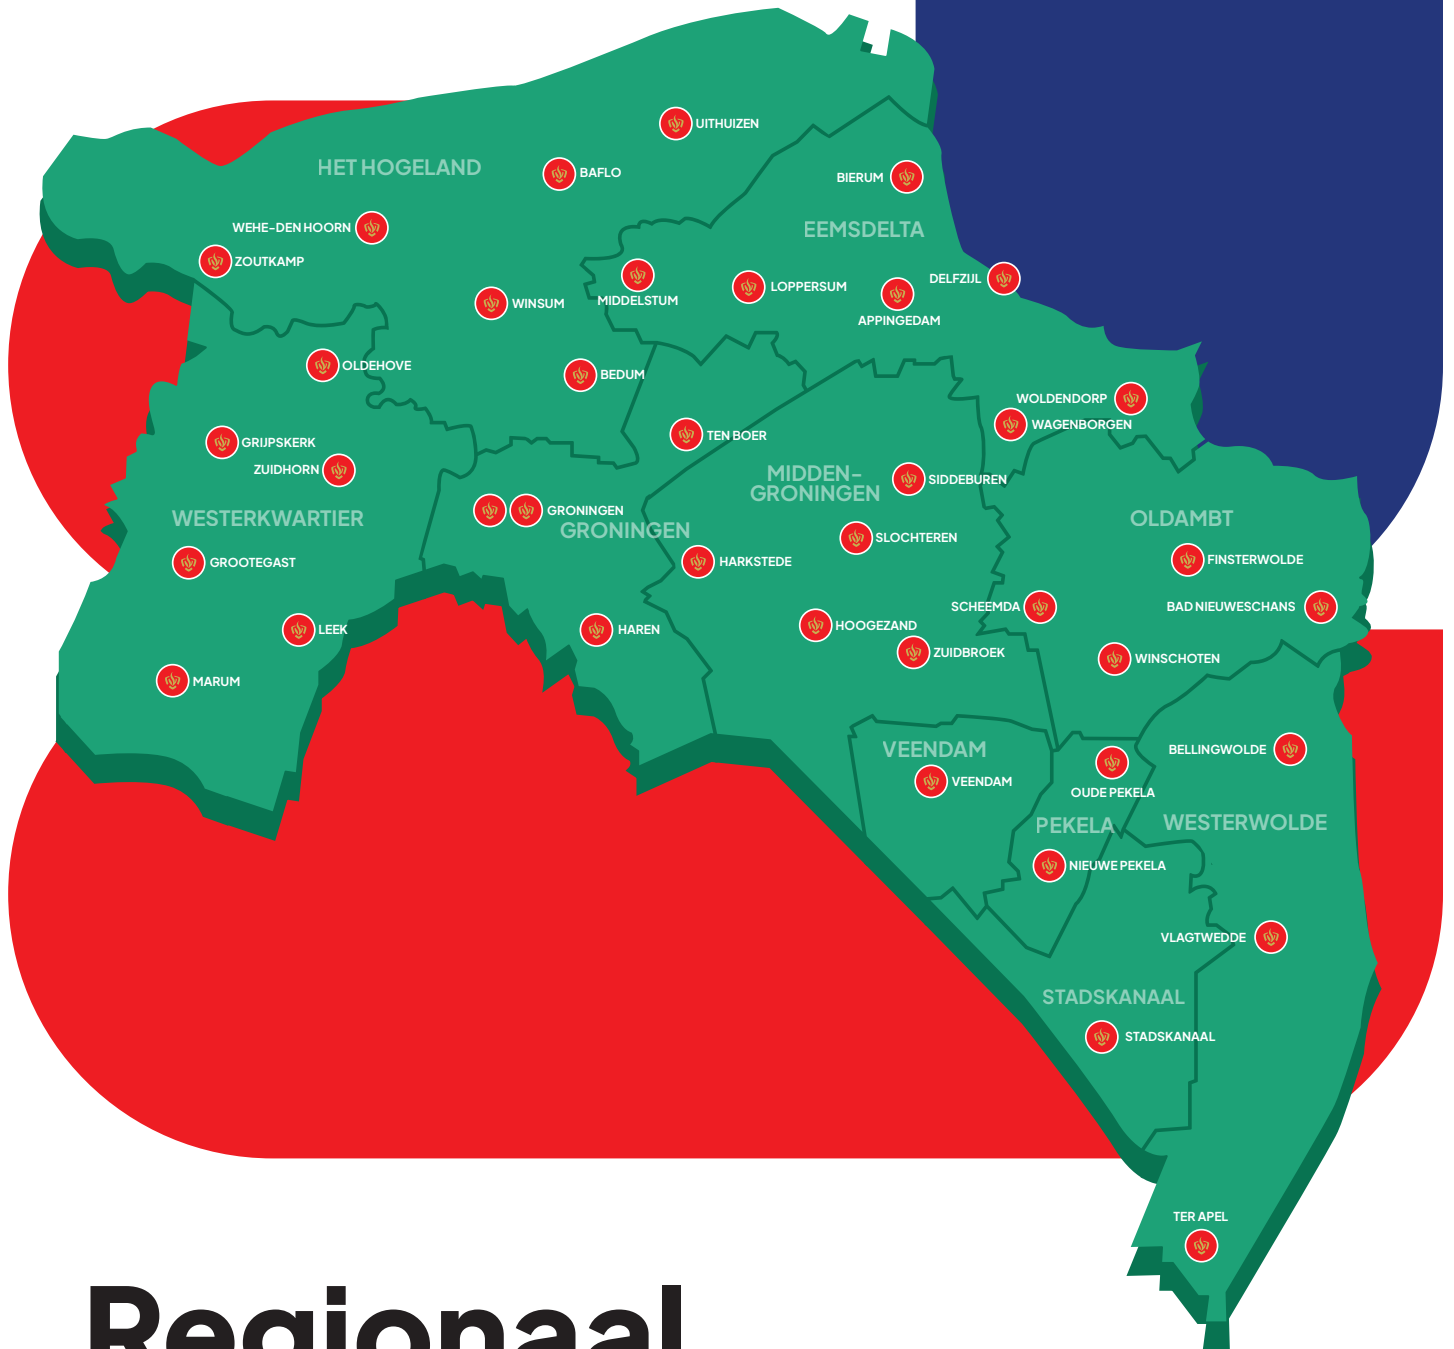 UITHUIZEN
HET HOGELAND
BAFLO
BIERUM
WEHE-DEN HOORN
EEMSDELTA
ZOUTKAMP
DELFZIJL
LOPPERSUM
MIDDELSTUM
WINSUM
APPINGEDAM
OLDEHOVE
BEDUM
WOLDENDORP
WAGENBORGEN
TEN BOER
GRIJPSKERK
ZUIDHORN
MIDDEN-
GRONINGEN
SIDDEBUREN
GRONINGEN
WESTERKWARTIER
GRONINGEN
OLDAMBT
SLOCHTEREN
GROOTEGAST
HARKSTEDE
FINSTERWOLDE
SCHEEMDA
BAD NIEUWESCHANS
LEEK
HAREN
HOOGEZAND
ZUIDBROEK
WINSCHOTEN
MARUM
VEENDAM
BELLINGWOLDE
VEENDAM
OUDE PEKELA
PEKELA
WESTERWOLDE
NIEUWE PEKELA
VLAGTWEDDE
STADSKANAAL
STADSKANAAL
TER APEL
Regionaal